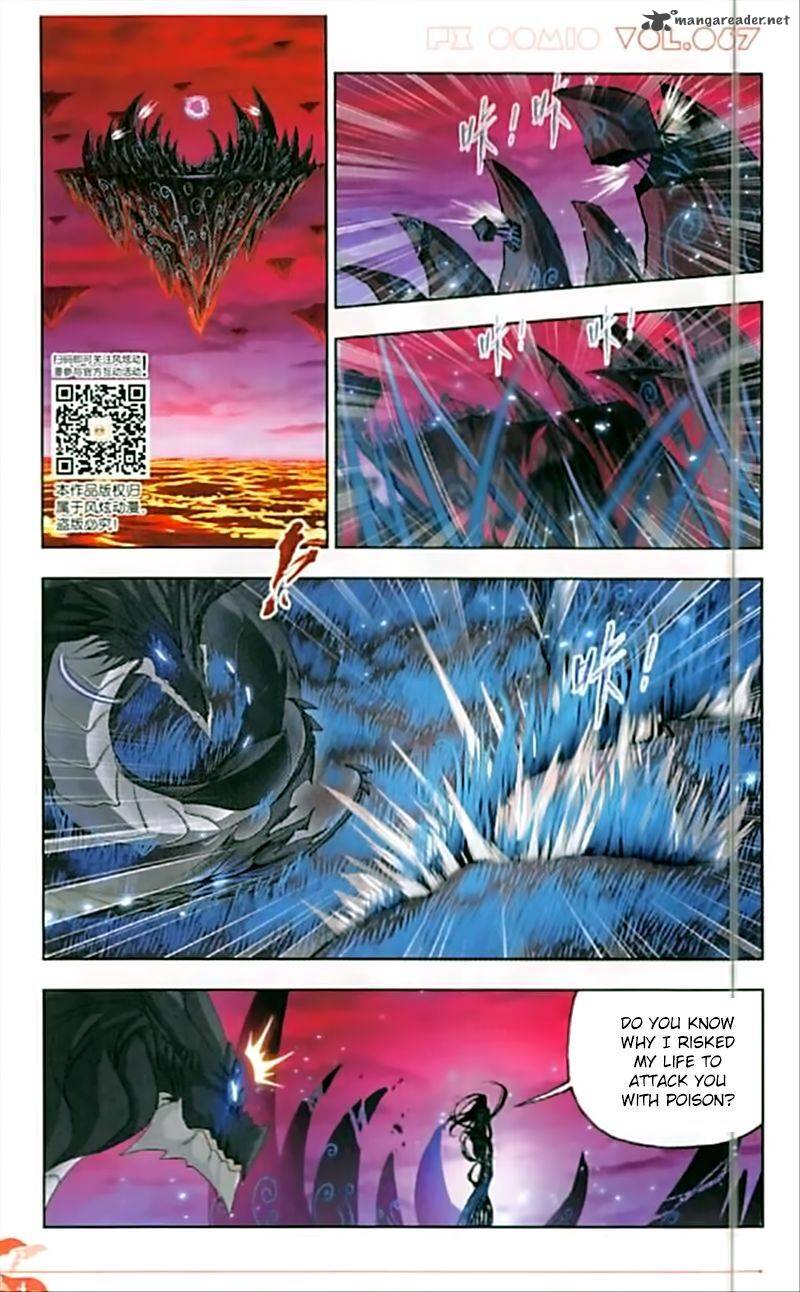 mangareader.net
PX COMIC VOL.067
咔！咔！
扫码即可关注风炫动
要参与官方互动活动！
本作品版权归
属于风炫动漫，
盗版必究！
咔！咔！
咔！
DO YOU KNOW
WHY I RISKED
MY LIFE TO
ATTACK YOU
WITH POISON?